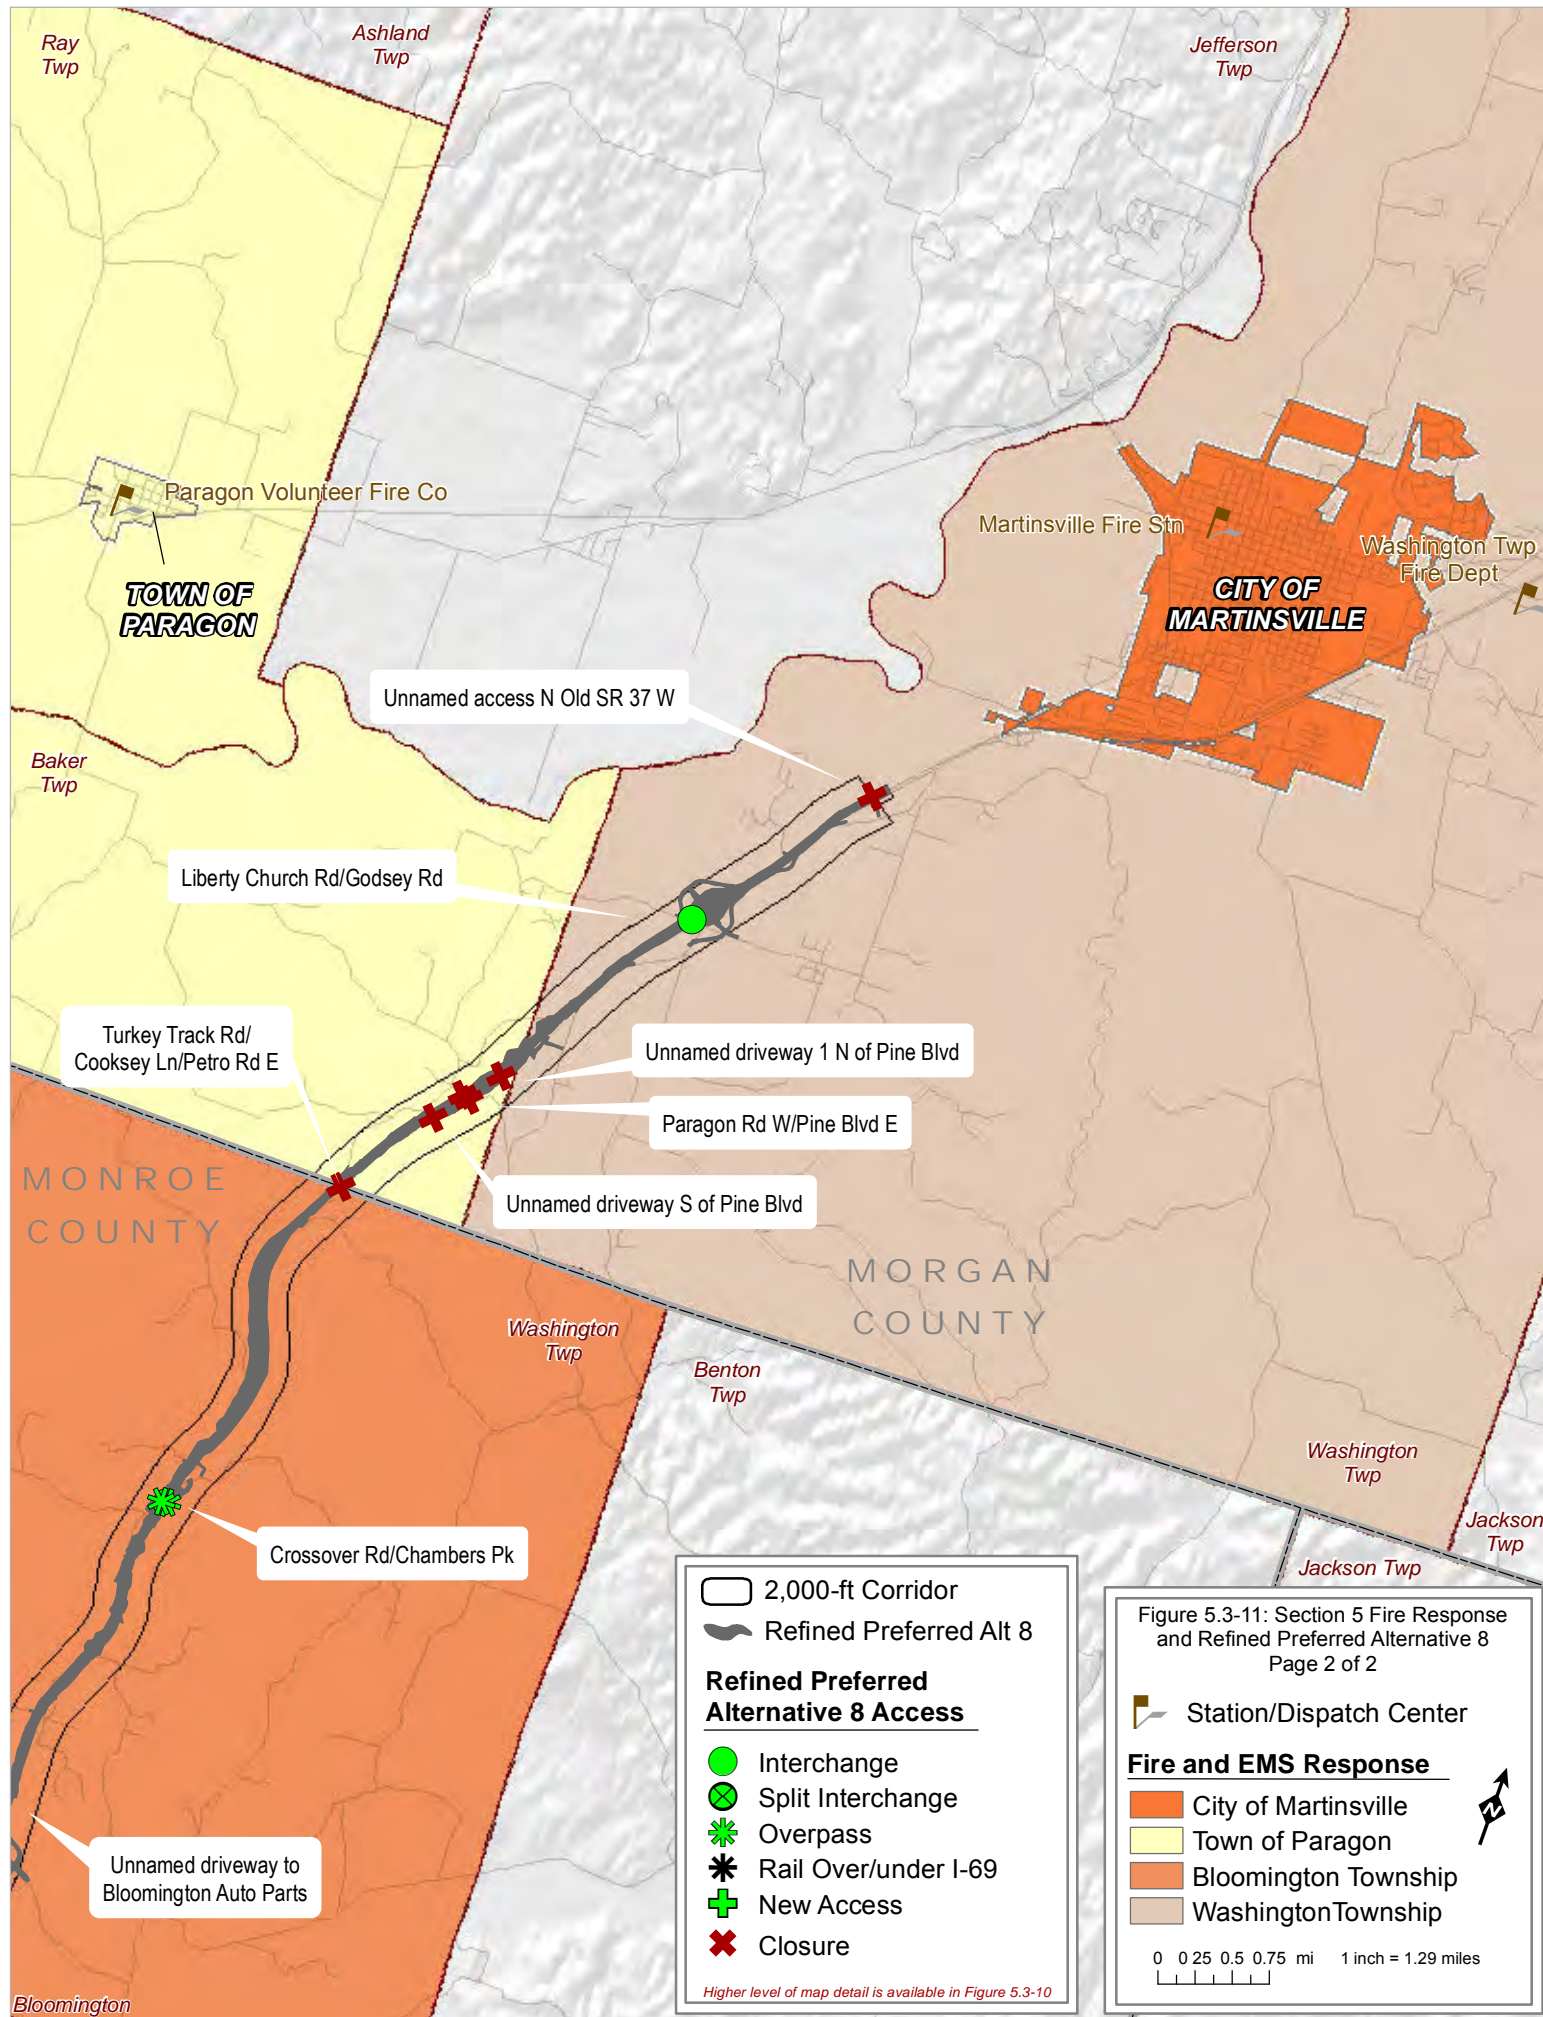 Ray
Twp
Ashland
Twp
Jefferson
Twp
Paragon Volunteer Fire Co
TOWN OF
PARAGON
Martinsville Fire Stn
Washington Twp
Fire Dept
CITY OF
MARTINSVILLE
Unnamed access N Old SR 37 W
Baker
Twp
Liberty Church Rd/Godsey Rd
Turkey Track Rd/
Cooksey Ln/Petro Rd E
Unnamed driveway 1 N of Pine Blvd
Paragon Rd W/Pine Blvd E
Unnamed driveway S of Pine Blvd
MONROE
COUNTY
MORGAN
COUNTY
Washington
Twp
Benton
Twp
Washington
Twp
Jackson
Twp
Jackson Twp
Crossover Rd/Chambers Pk
Unnamed driveway to
Bloomington Auto Parts
Bloomington
2,000-ft Corridor
Refined Preferred Alt 8
Refined Preferred
Alternative 8 Access
Interchange
Split Interchange
Overpass
Rail Over/under I-69
New Access
Closure
Higher level of map detail is available in Figure 5.3-10
Figure 5.3-11: Section 5 Fire Response
and Refined Preferred Alternative 8
Page 2 of 2
Station/Dispatch Center
Fire and EMS Response
City of Martinsville
Town of Paragon
Bloomington Township
WashingtonTownship
N
0 0 25 0.5 0.75 mi 1 inch = 1.29 miles